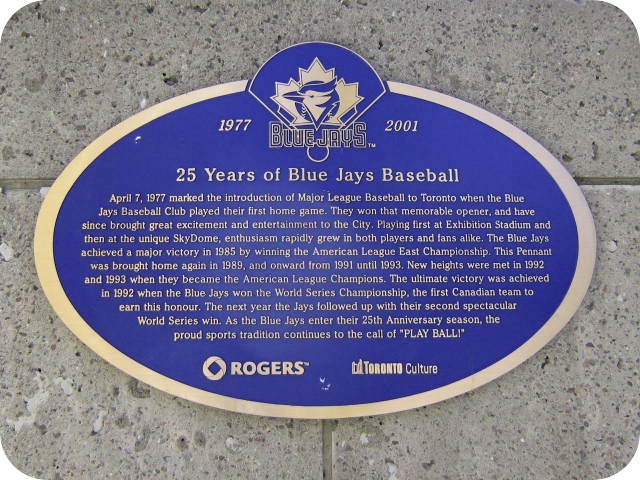 BLUE JAYS™
1977 2001
25 Years of Blue Jays Baseball
April 7, 1977 marked the introduction of Major League Baseball to Toronto when the Blue
Jays Baseball Club played their first home game. They won that memorable opener, and have
since brought great excitement and entertainment to the City. Playing first at Exhibition Stadium and
then at the unique SkyDome, enthusiasm rapidly grew in both players and fans alike. The Blue Jays
achieved a major victory in 1985 by winning the American League East Championship. This Pennant
was brought home again in 1989, and onward from 1991 until 1993. New heights were met in 1992
and 1993 when they became the American League Champions. The ultimate victory was achieved
in 1992 when the Blue Jays won the World Series Championship, the first Canadian team to
earn this honour. The next year the Jays followed up with their second spectacular
World Series win. As the Blue Jays enter their 25th Anniversary season, the
proud sports tradition continues to the call of "PLAY BALL!"
ROGERS™ TORONTO Culture